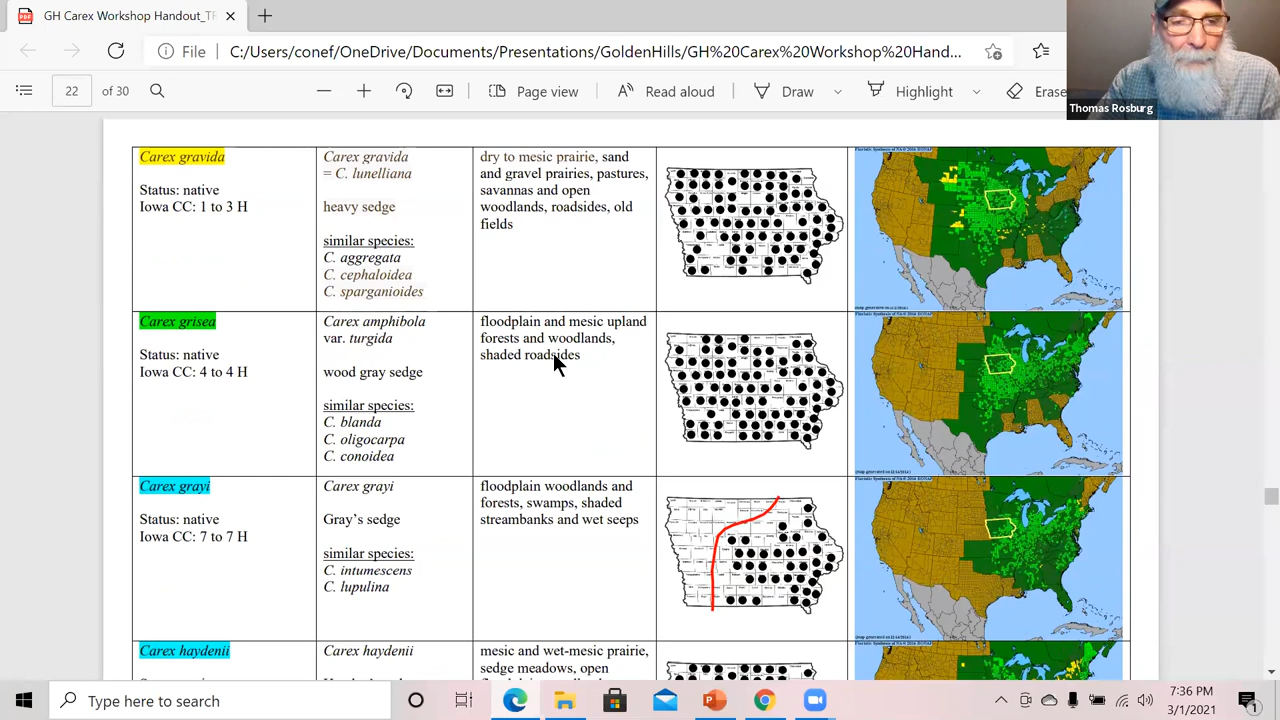 GH Carex Workshop Handout_TF
File
C:/Users/conef/OneDrive/Documents/Presentations/GoldenHills/GH%20Carex%20Workshop%20Hand...
22 of 30
Page view
Read aloud
Draw
Highlight
Erase
Thomas Rosburg
Carex gravida
Status: native
Iowa CC: 1 to 3 H
Carex gravida
= C. lunelliana
heavy sedge
similar species:
C. aggregata
C. cephaloidea
C. sparganioides
dry to mesic prairie, sand
and gravel prairies, pastures,
savannas and open
woodlands, roadsides, old
fields
Carex grisea
Status: native
Iowa CC: 4 to 4 H
Carex amphibola
var. turgida
wood gray sedge
similar species:
C. blanda
C. oligocarpa
C. conoidea
floodplain and mesic upland
forests and woodlands,
shaded roadsides
Carex grayi
Status: native
Iowa CC: 7 to 7 H
Carex grayi
Gray's sedge
similar species:
C. intumescens
C. lupulina
floodplain woodlands and
forests, swamps, shaded
streambanks and wet seeps
Carex haydenii
Carex haydenii
mesic and wet-mesic prairie,
sedge meadows, open
Type here to search
7:36 PM
3/1/2021
1